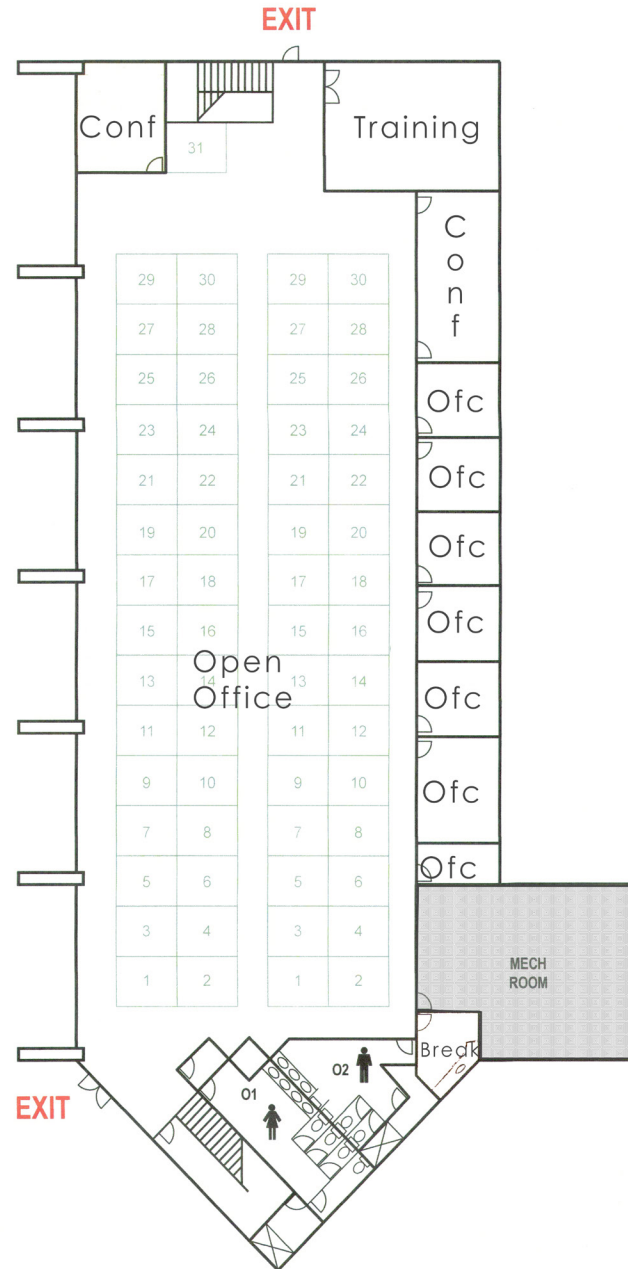 EXIT
Conf
Training
31
C
o
n
f
29 30 29 30
27 28 27 28
25 26 25 26
Ofc
23 24 23 24
21 22 21 22
Ofc
19 20 19 20
Ofc
17 18 17 18
15 16 15 16
Ofc
Open
Office
13 14 13 14
Ofc
11 12 11 12
9 10 9 10
Ofc
7 8 7 8
5 6 5 6
Ofc
3 4 3 4
MECH
ROOM
1 2 1 2
Break
O2
O1
EXIT